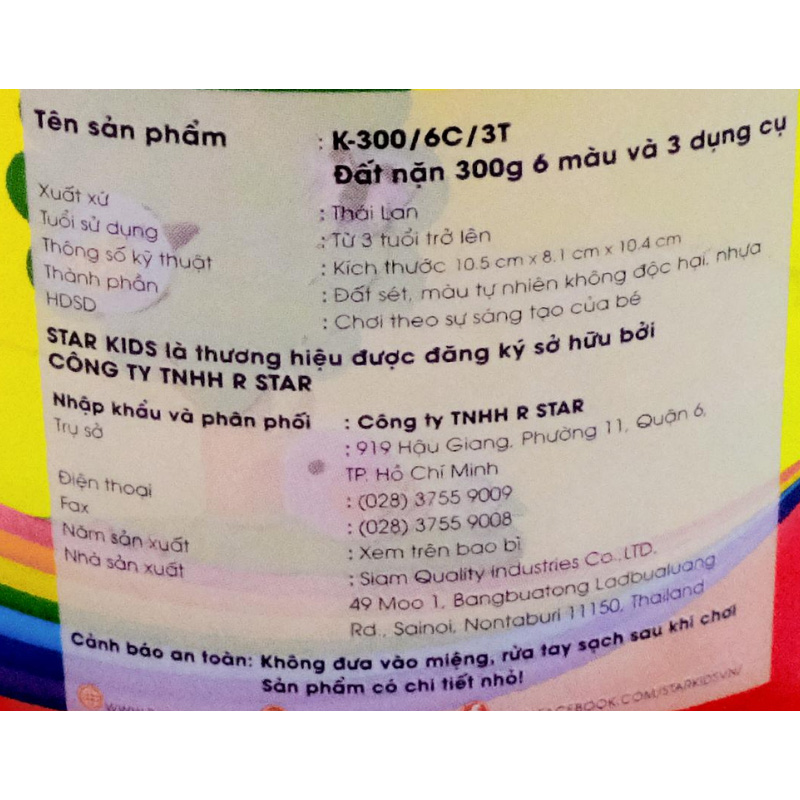 Tên sản phẩm : K-300/6C/3T
Đất nặn 300g 6 màu và 3 dụng cụ
Xuất xứ : Thái Lan
Tuổi sử dụng : Từ 3 tuổi trở lên
Thông số kỹ thuật : Kích thước 10.5 cm x 8.1 cm x 10.4 cm
Thành phần : Đất sét, màu tự nhiên không độc hại, nhựa
HDSD : Chơi theo sự sáng tạo của bé
STAR KIDS là thương hiệu được đăng ký sở hữu bởi
CÔNG TY TNHH R STAR
Nhập khẩu và phân phối : Công ty TNHH R STAR
Trụ sở : 919 Hậu Giang, Phường 11, Quận 6,
TP. Hồ Chí Minh
Điện thoại : (028) 3755 9009
Fax : (028) 3755 9008
Năm sản xuất : Xem trên bao bì
Nhà sản xuất : Siam Quality Industries Co.,LTD.
49 Moo 1, Bangbuatong Ladbualuang
Rd., Sainoi, Nontaburi 11150, Thailand
Cảnh báo an toàn: Không đưa vào miệng, rửa tay sạch sau khi chơi
Sản phẩm có chi tiết nhỏ!
FACEBOOK.COM/STARKIDSVN/